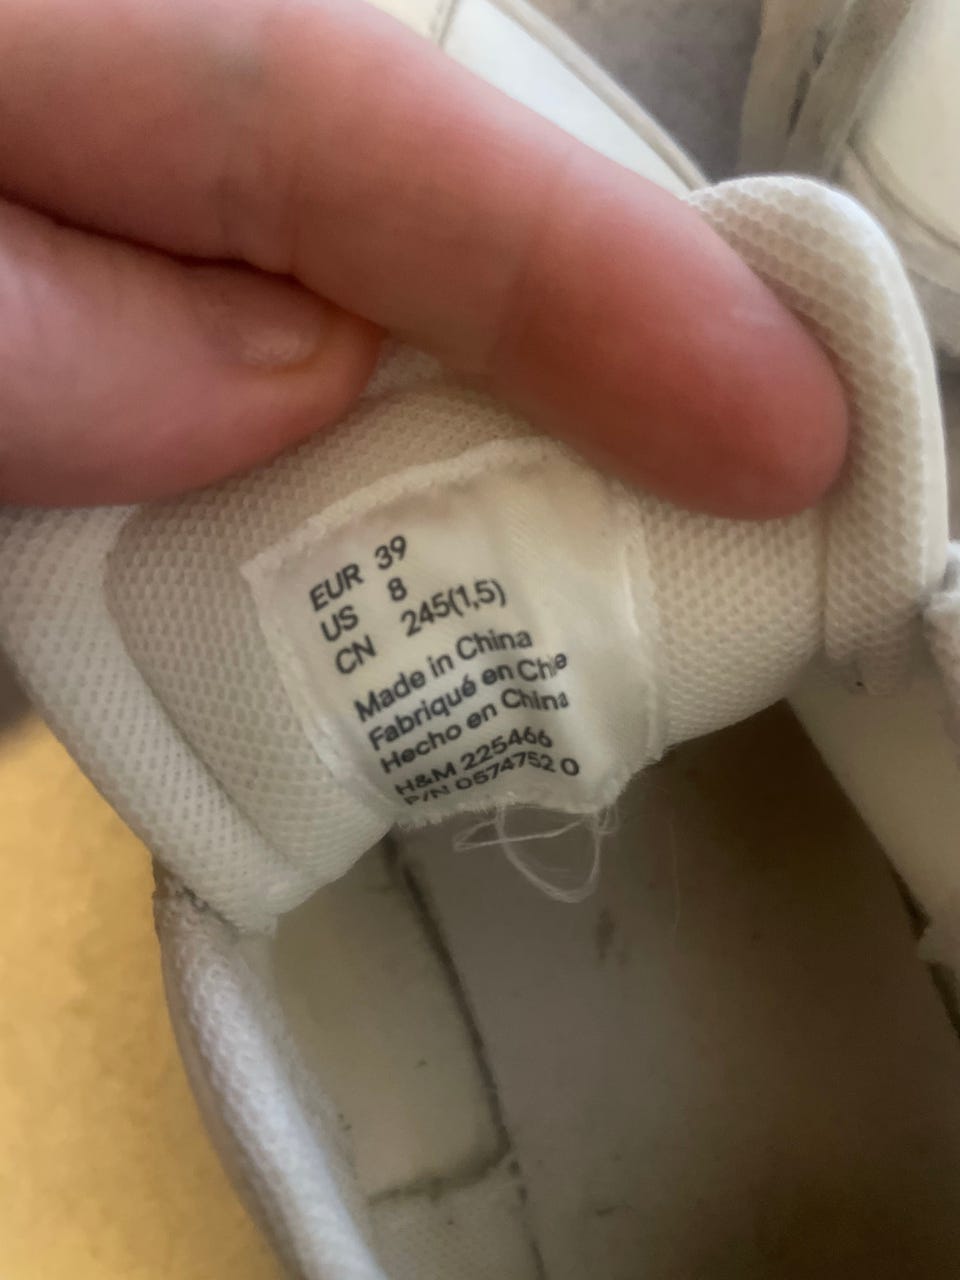 EUR 39
US 8
CN 245(1,5)
Made in China
Fabriqué en Chine
Hecho en China
H&M 225466
P/N 0574752 0